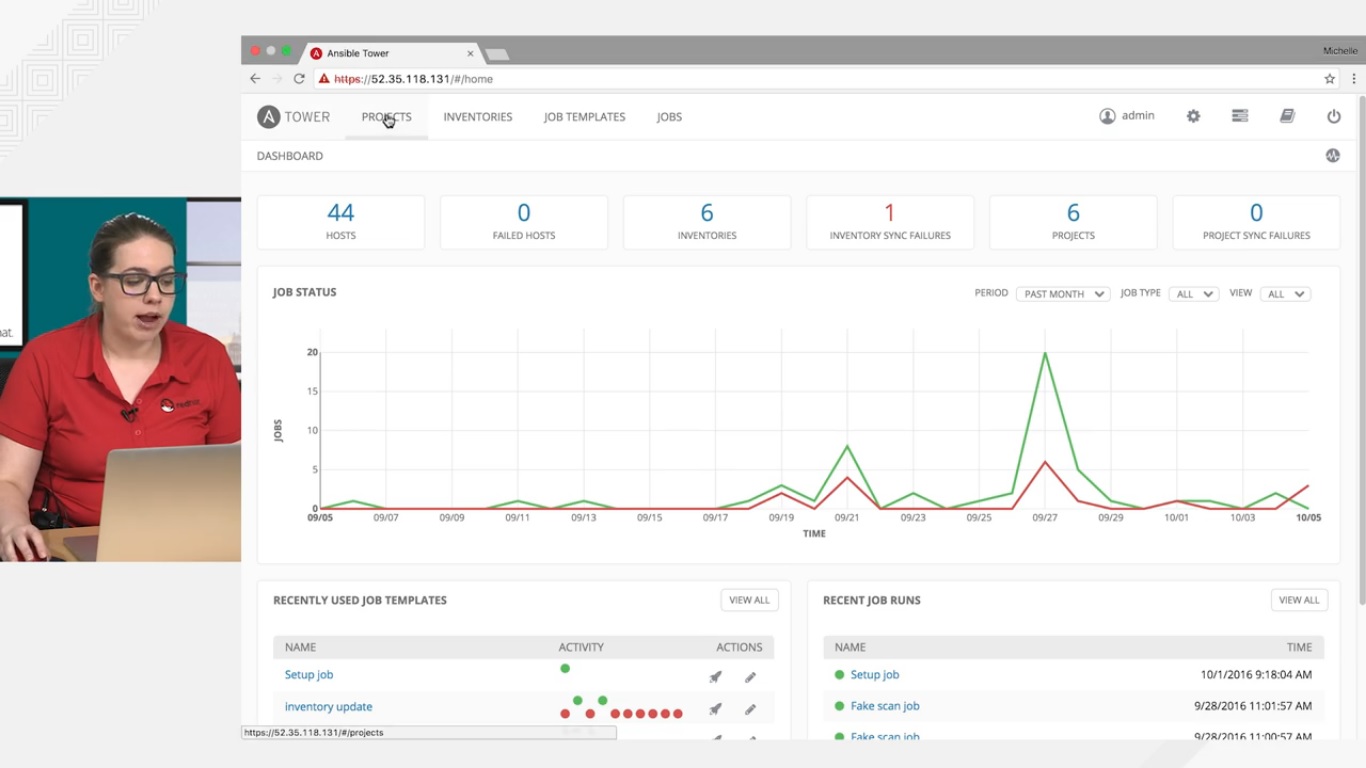 Ansible Tower
Michelle
https://52.35.118.131/#/home
A TOWER PROJECTS INVENTORIES JOB TEMPLATES JOBS admin
DASHBOARD
44 0 6 1 6 0
HOSTS FAILED HOSTS INVENTORIES INVENTORY SYNC FAILURES PROJECTS PROJECT SYNC FAILURES
JOB STATUS PERIOD PAST MONTH JOB TYPE ALL VIEW ALL
20
15
10
5
0
JOBS
09/05 09/07 09/09 09/11 09/13 09/15 09/17 09/19 09/21 09/23 09/25 09/27 09/29 10/01 10/03 10/05
TIME
RECENTLY USED JOB TEMPLATES VIEW ALL
NAME ACTIVITY ACTIONS
Setup job
inventory update
RECENT JOB RUNS VIEW ALL
NAME TIME
Setup job 10/1/2016 9:18:04 AM
Fake scan job 9/28/2016 11:01:57 AM
Fake scan job 9/28/2016 11:00:57 AM
https://52.35.118.131/#/projects
hat.
redhat